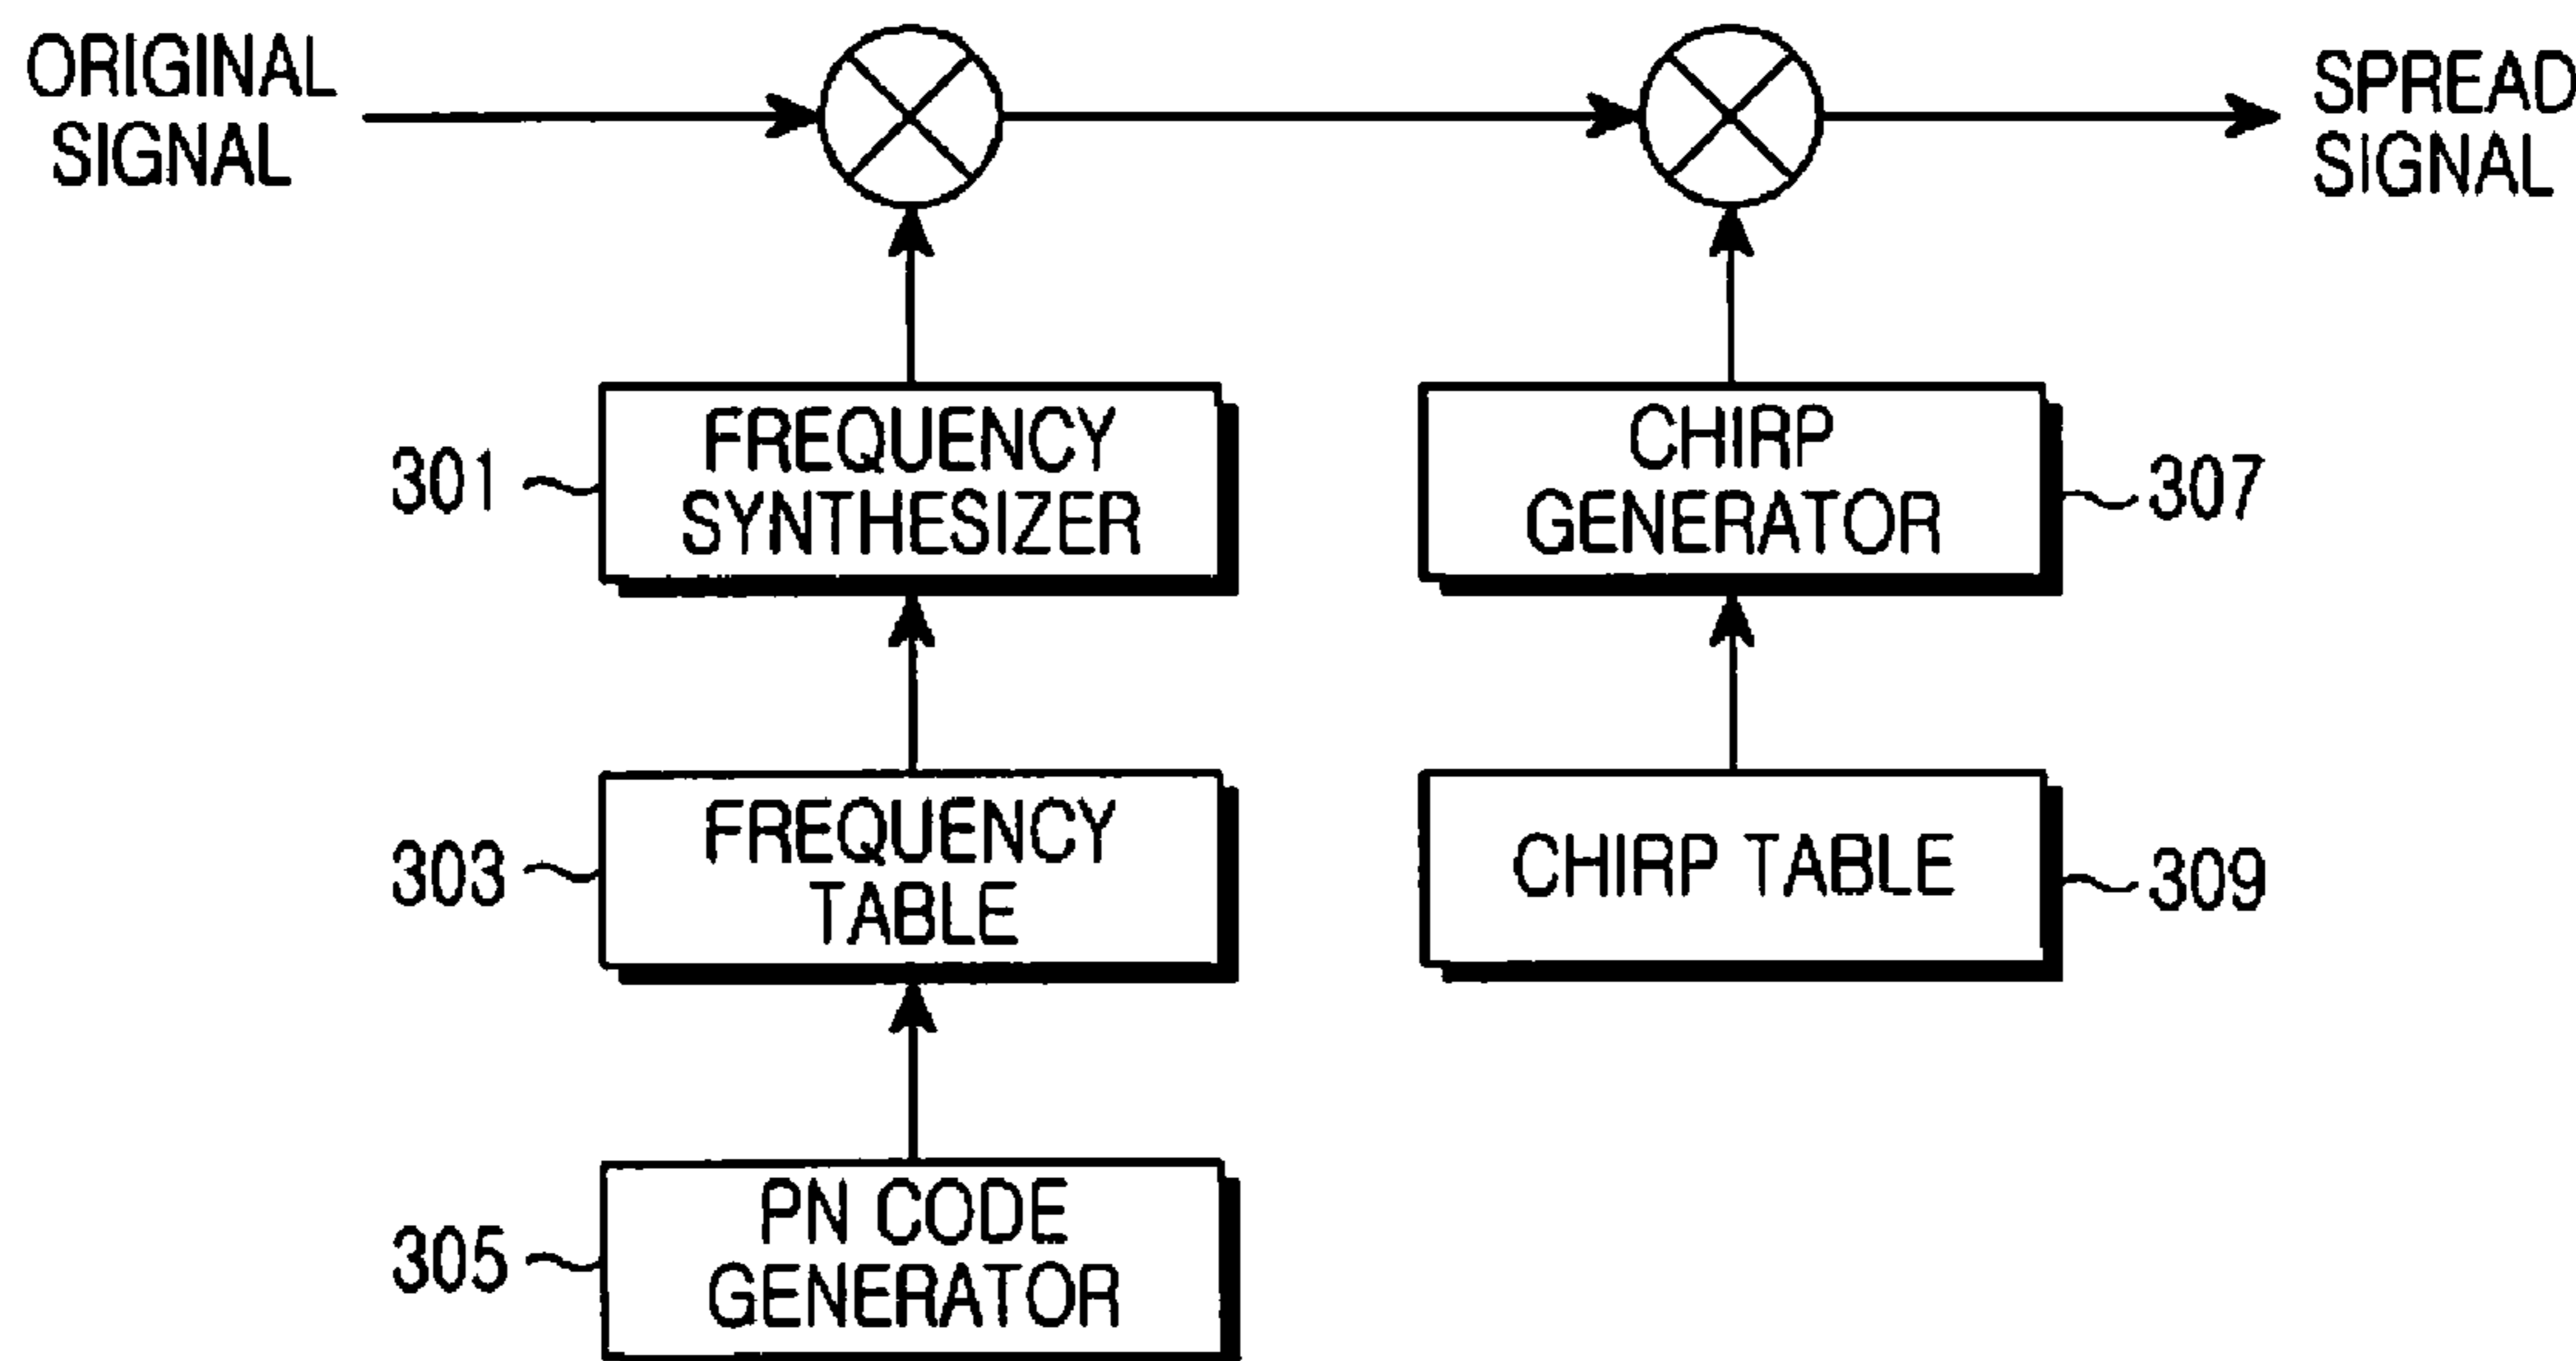 ORIGINAL
SIGNAL
SPREAD
SIGNAL
301
FREQUENCY
SYNTHESIZER
CHIRP
GENERATOR
307
303
FREQUENCY
TABLE
CHIRP TABLE
309
305
PN CODE
GENERATOR